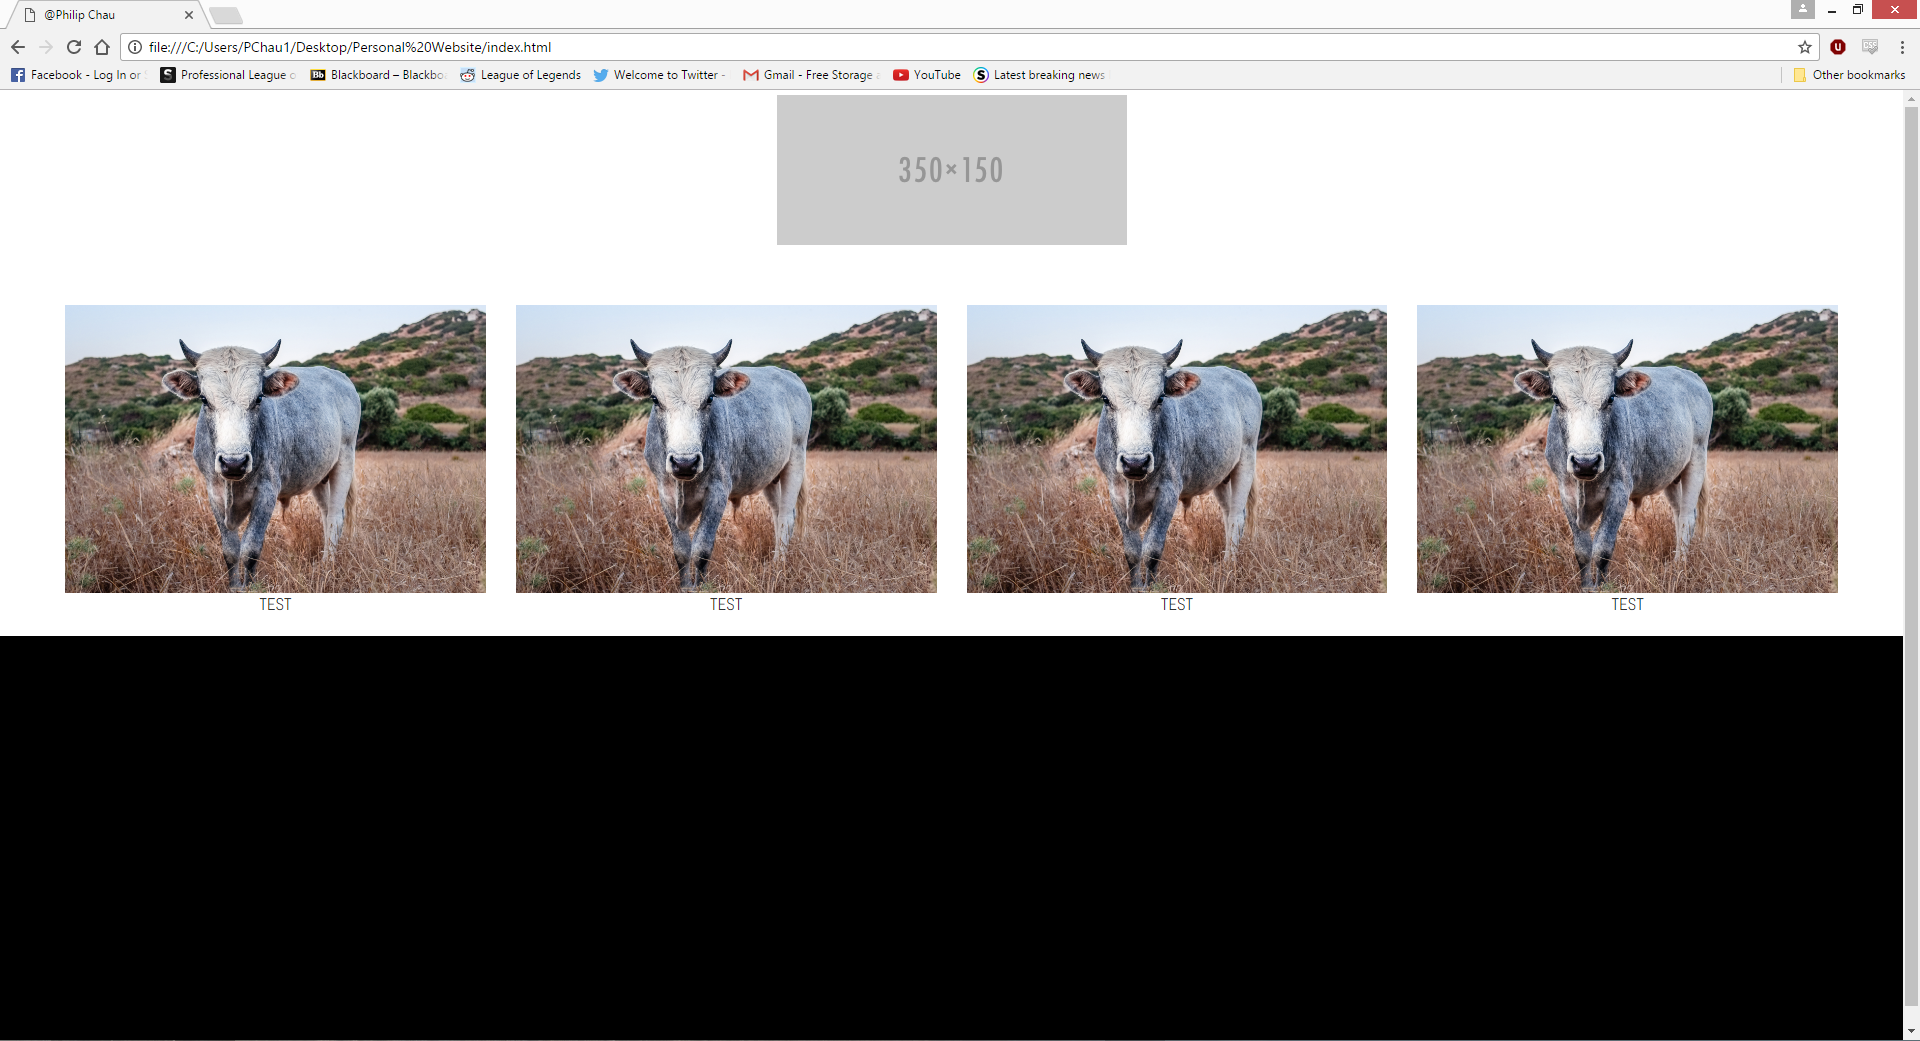 @Philip Chau
file:///C:/Users/PChau1/Desktop/Personal%20Website/index.html
Facebook - Log In or
Professional League o
Blackboard – Blackbo
League of Legends
Welcome to Twitter -
Gmail - Free Storage
YouTube
Latest breaking news
Other bookmarks
350×150
TEST
TEST
TEST
TEST